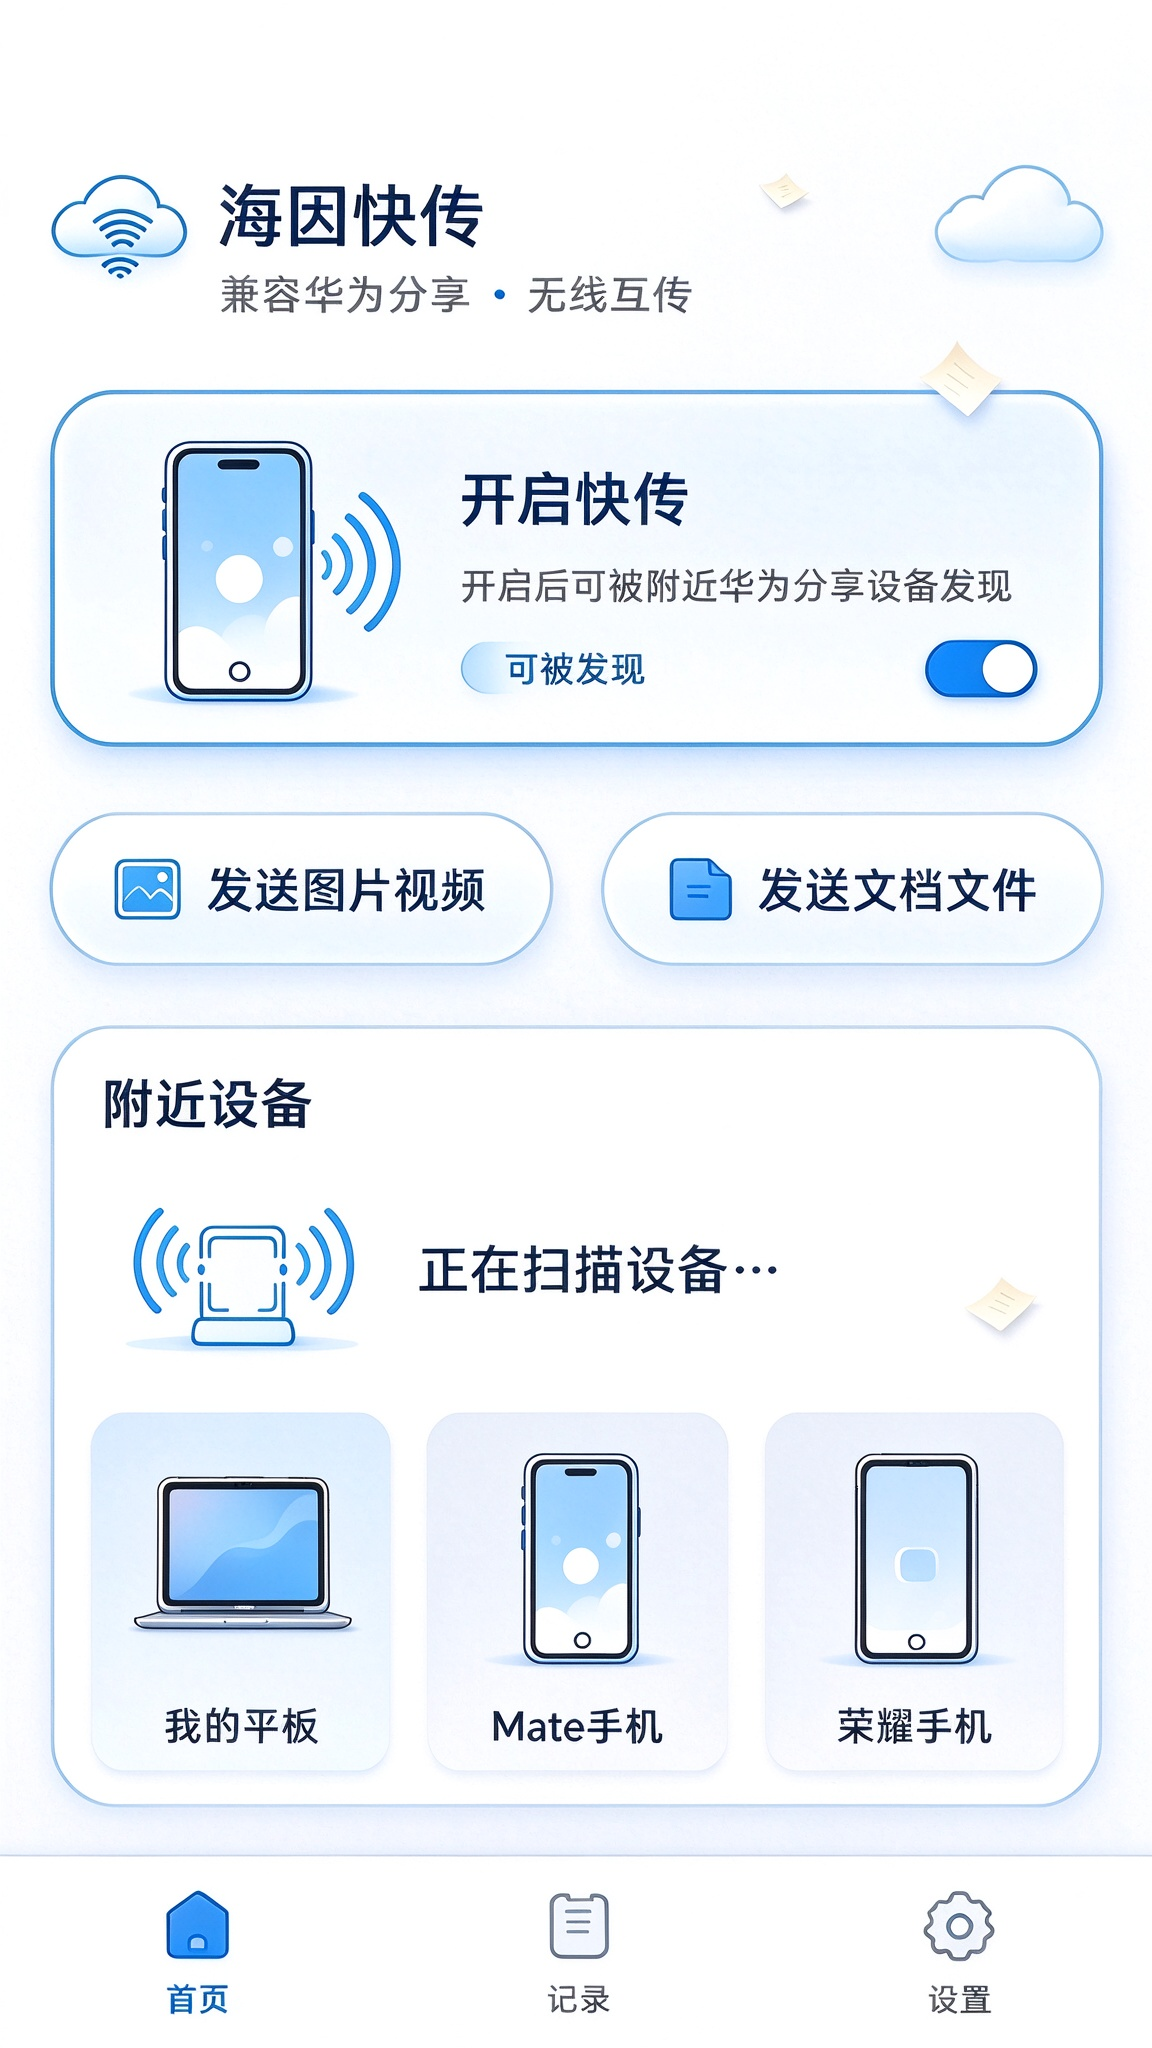 海因快传
兼容华为分享 • 无线互传
开启快传
开启后可被附近华为分享设备发现
可被发现
发送图片视频
发送文档文件
附近设备
正在扫描设备…
我的平板
Mate手机
荣耀手机
首页
记录
设置